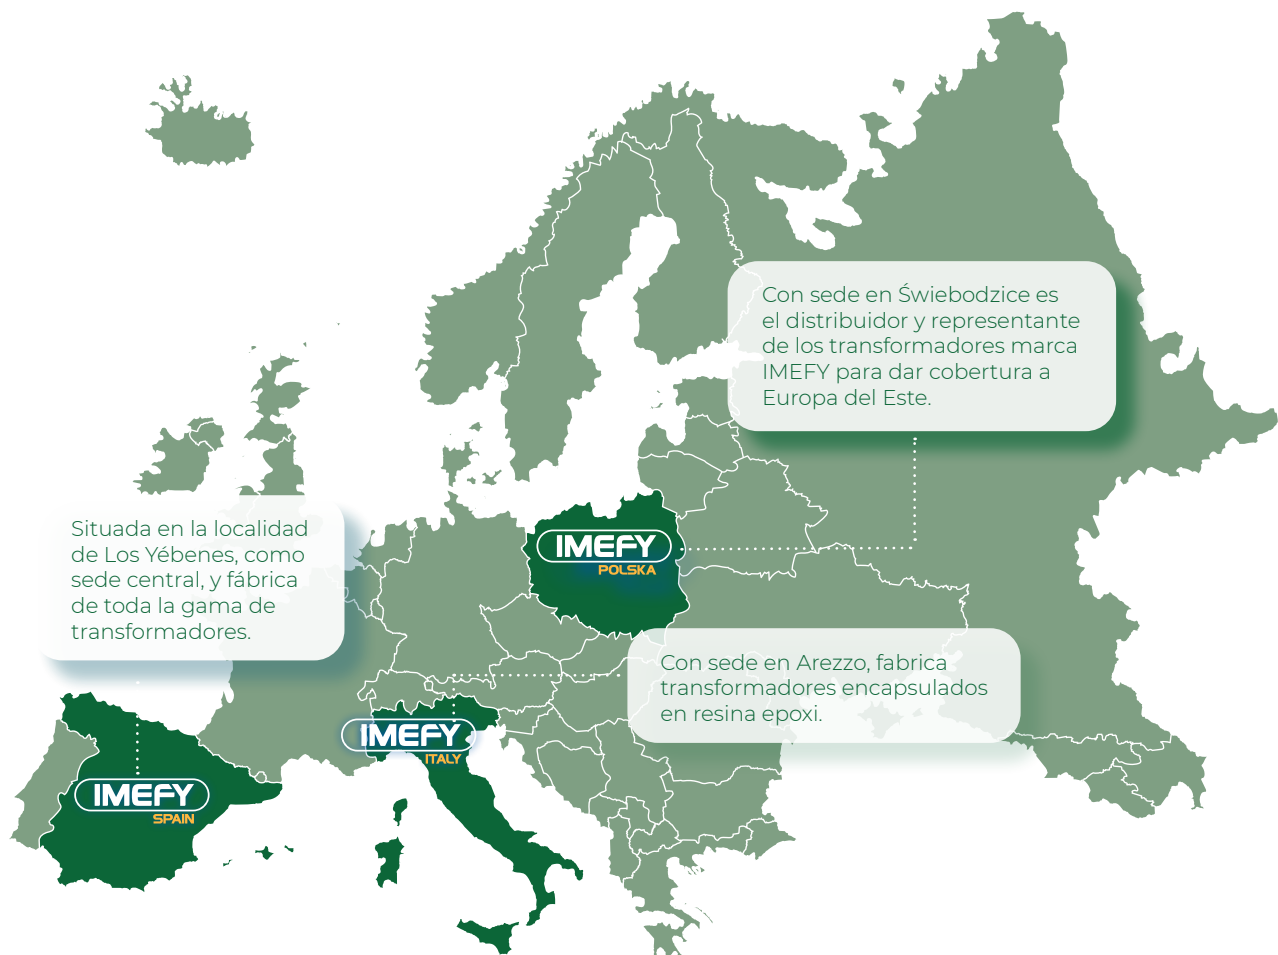 Con sede en Świebodzice es
el distribuidor y representante
de los transformadores marca
IMEFY para dar cobertura a
Europa del Este.
IMEFY
POLSKA
Situada en la localidad
de Los Yébenes, como
sede central, y fábrica
de toda la gama de
transformadores.
Con sede en Arezzo, fabrica
transformadores encapsulados
en resina epoxi.
IMEFY
ITALY
IMEFY
SPAIN